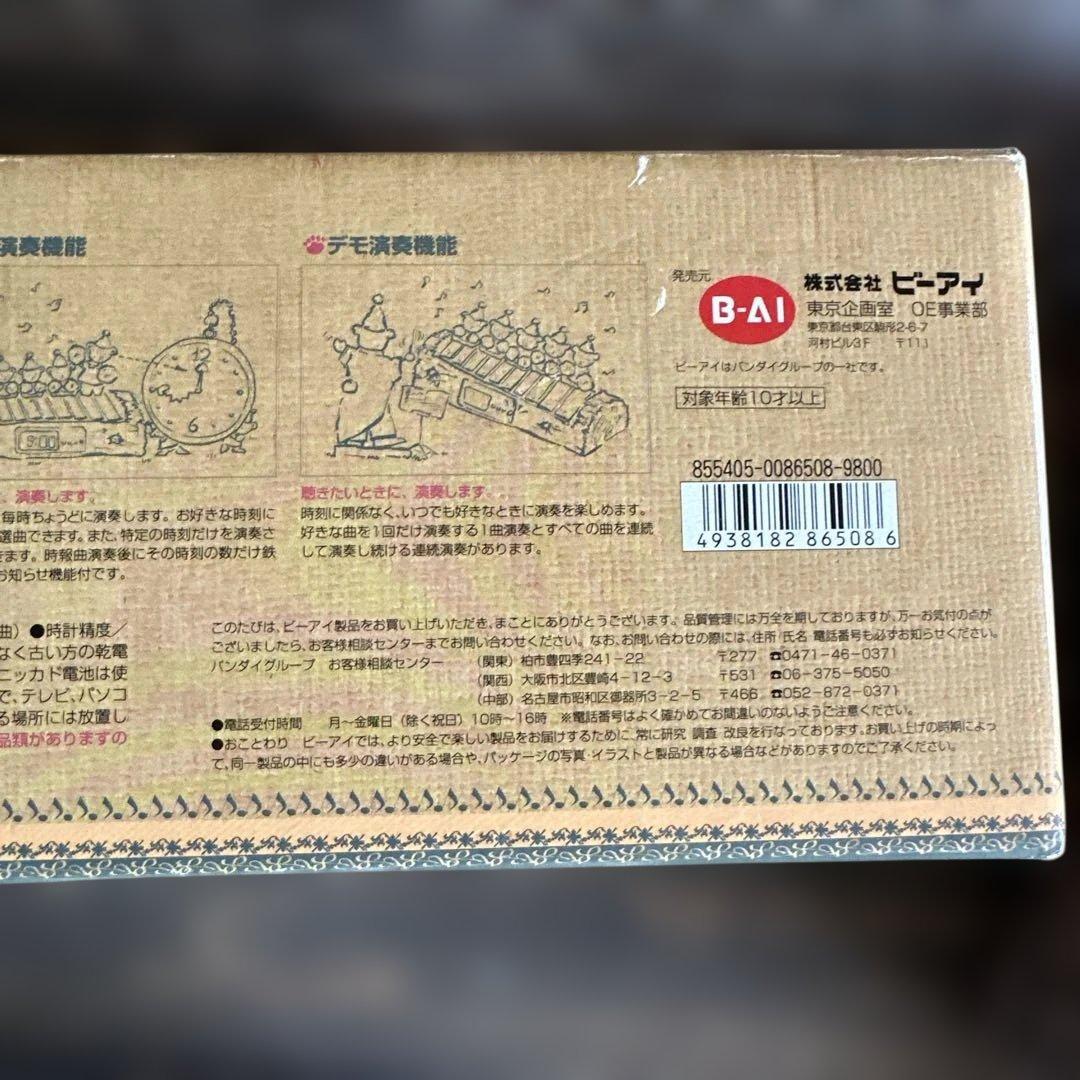 演奏機能
デモ演奏機能
12
6
9:00
、演奏します。
毎時ちょうどに演奏します。お好きな時刻に
選曲できます。また、特定の時刻だけを演奏さ
きます。時報曲演奏後にその時刻の数だけ鉄
お知らせ機能付です。
聴きたいときに、演奏します。
時刻に関係なく、いつでも好きなときに演奏を楽しめます。
好きな曲を1回だけ演奏する1曲演奏とすべての曲を連続
して演奏し続ける連続演奏があります。
発売元
B-AI
株式会社 ビーアイ
東京企画室 OE事業部
東京都台東区駒形2-6-7
河村ビル3F 〒111
ビーアイはバンダイグループの一社です。
対象年齢10才以上
855405-0086508-9800
4938182865086
曲）●時計精度／
なく古い方の乾電
ニッカド電池は使
で、テレビ、パソコ
る場所には放置し
品類がありますの
このたびは、ビーアイ製品をお買い上げいただき、まことにありがとうございます。品質管理には万全を期しておりますが、万一お気付の点が
ございましたら、お客様相談センターまでお問い合わせください。なお、お問い合わせの際には、住所 氏名 電話番号も必ずお知らせください。
バンダイグループ お客様相談センター （関東）柏市豊四季241-22 〒277 ☎0471-46-0371
（関西）大阪市北区豊崎4-12-3 〒531 ☎06-375-5050
（中部）名古屋市昭和区御器所3-2-5 〒466 ☎052-872-0371
●電話受付時間 月〜金曜日（除く祝日）10時〜16時 ※電話番号はよく確かめてお間違いのないようご注意ください。
●おことわり ビーアイでは、より安全で楽しい製品をお届けするために、常に研究 調査 改良を行なっております。お買い上げの時期によっ
て、同一製品の中にも多少の違いがある場合や、パッケージの写真・イラストと製品が異なる場合などがありますのでご了承ください。